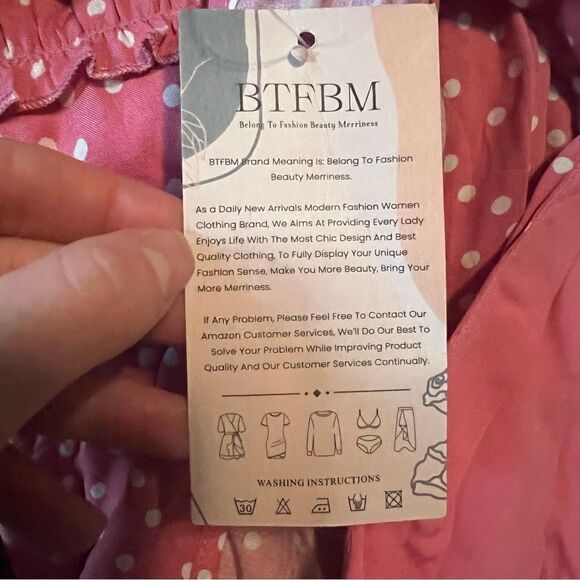 BTFBM
Belong To Fashion Beauty Merriness
BTFBM Brand Meaning is: Belong To Fashion
Beauty Merriness.
As a Daily New Arrivals Modern Fashion Women
Clothing Brand, We Aims At Providing Every Lady
Enjoys Life With The Most Chic Design And Best
Quality Clothing, To Fully Display Your Unique
Fashion Sense, Make You More Beauty, Bring Your
More Merriness.
If Any Problem, Please Feel Free To Contact Our
Amazon Customer Services, We'll Do Our Best To
Solve Your Problem While Improving Product
Quality And Our Customer Services Continually.
WASHING INSTRUCTIONS
30